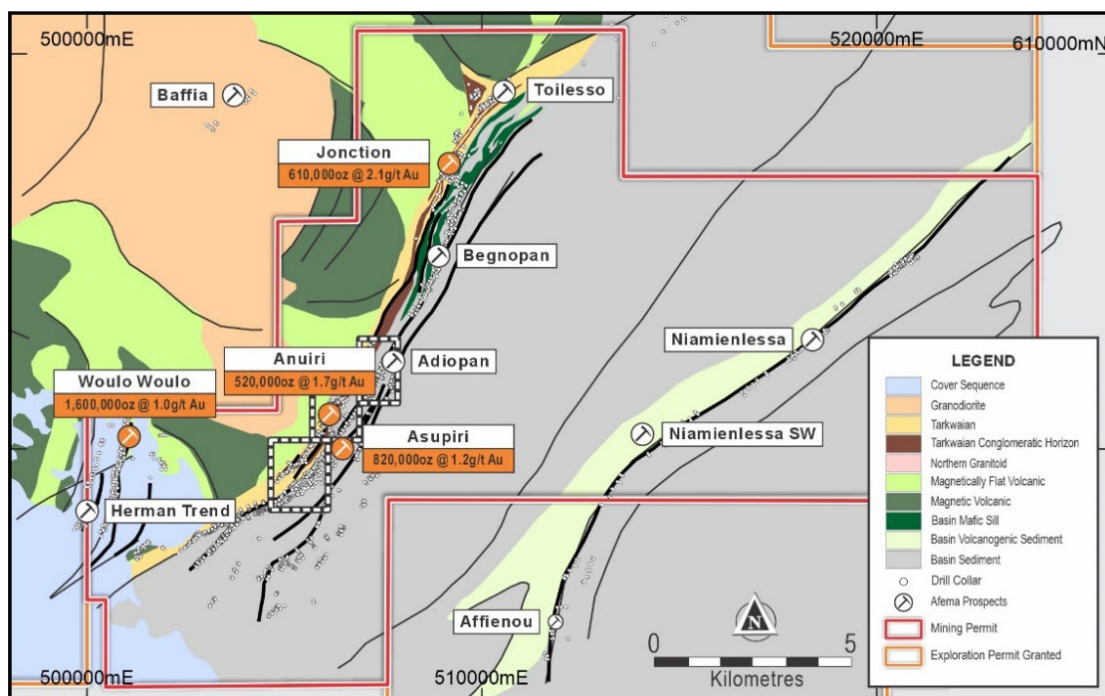 500000mE
520000mE
610000mN
Baffia
Toilesso
Jonction
610,000oz @ 2.1g/t Au
Begnopan
Anuiri
520,000oz @ 1.7g/t Au
Adiopan
Niamienlessa
Woulo Woulo
1,600,000oz @ 1.0g/t Au
Asupiri
820,000oz @ 1.2g/t Au
Niamienlessa SW
Herman Trend
Affienou
N
0
5
Kilometres
500000mE
510000mE
LEGEND
Cover Sequence
Granodiorite
Tarkwaian
Tarkwaian Conglomeratic Horizon
Northern Granitoid
Magnetically Flat Volcanic
Magnetic Volcanic
Basin Mafic Sill
Basin Volcanogenic Sediment
Basin Sediment
Drill Collar
Afema Prospects
Mining Permit
Exploration Permit Granted